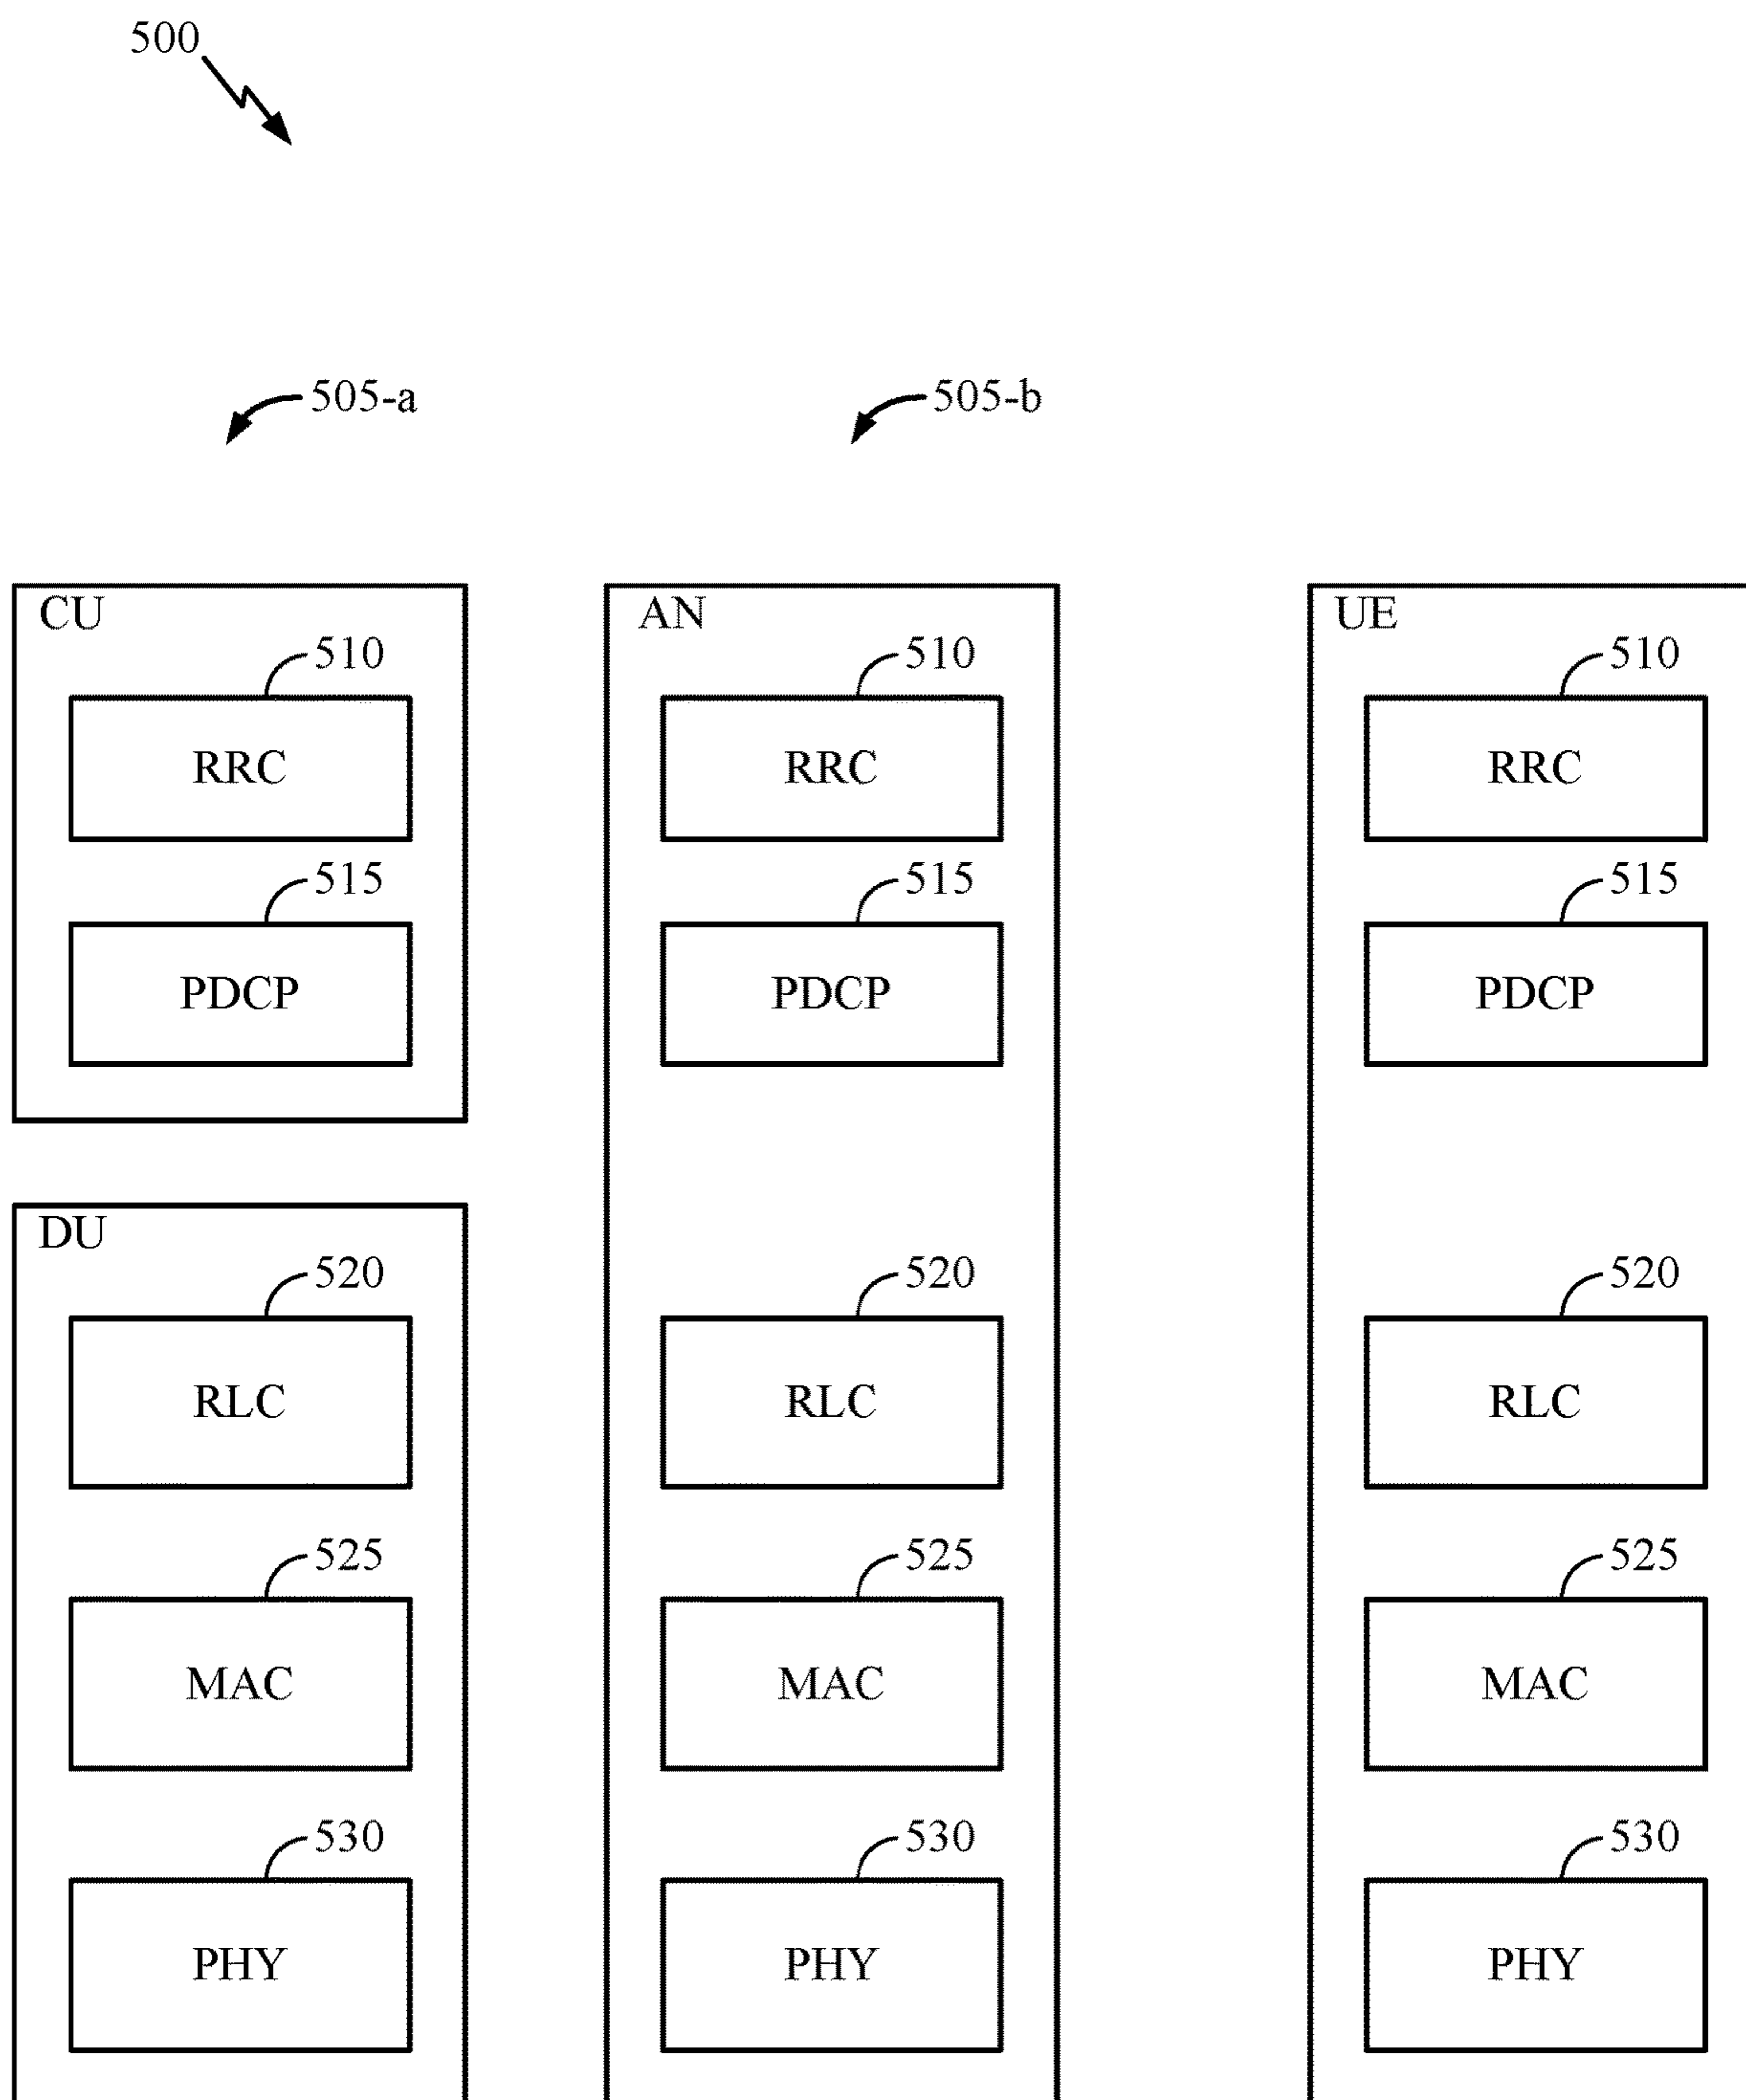 500
505-a 505-b
CU AN UE
510 510 510
RRC RRC RRC
515 515 515
PDCP PDCP PDCP
DU
520 520 520
RLC RLC RLC
525 525 525
MAC MAC MAC
530 530 530
PHY PHY PHY